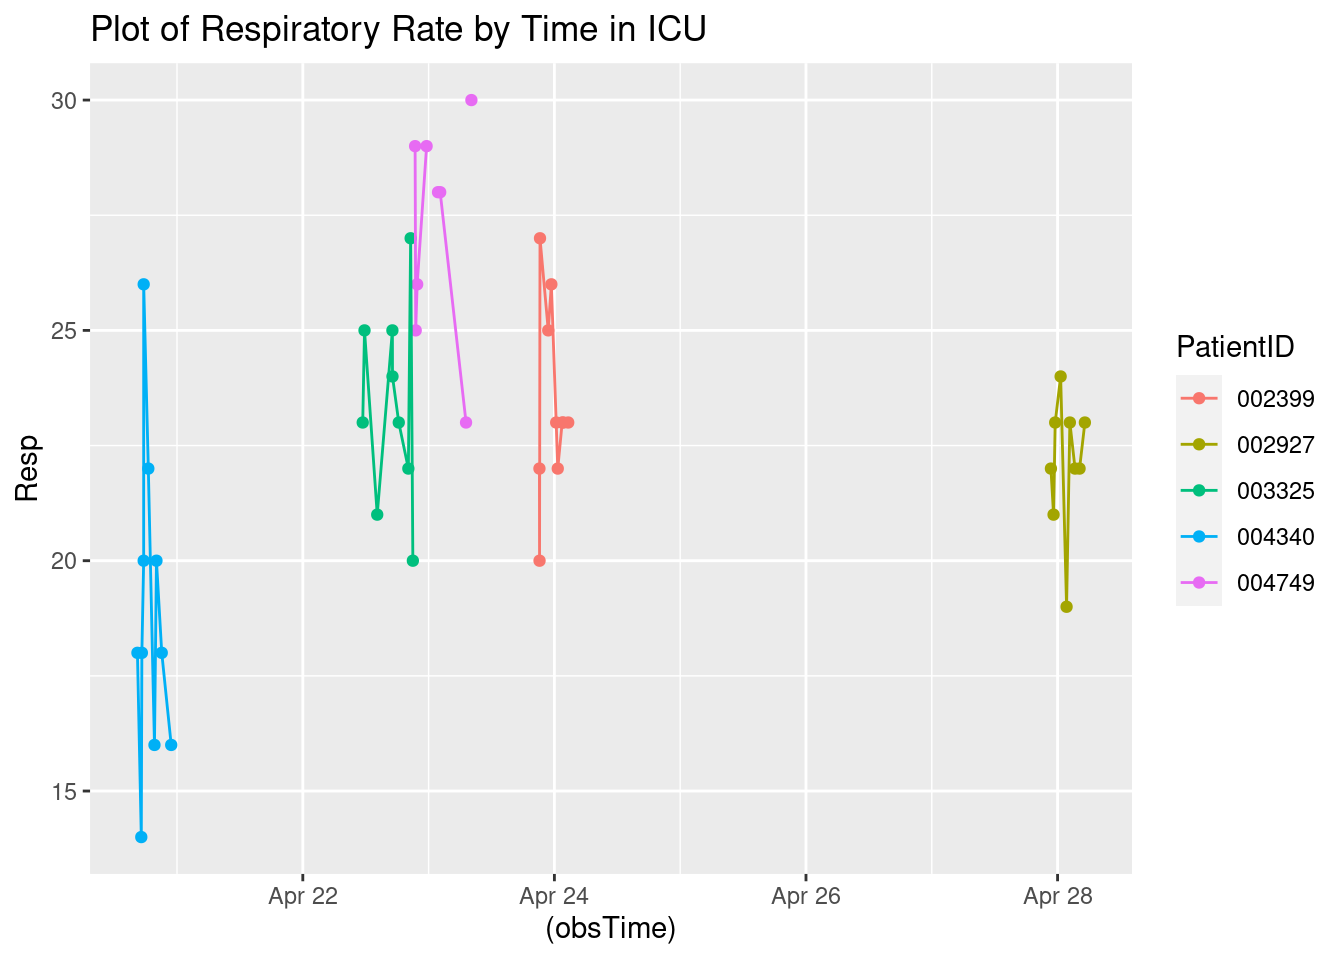 Plot of Respiratory Rate by Time in ICU
30
25
20
15
Resp
Apr 22
Apr 24
Apr 26
Apr 28
(obsTime)
PatientID
002399
002927
003325
004340
004749